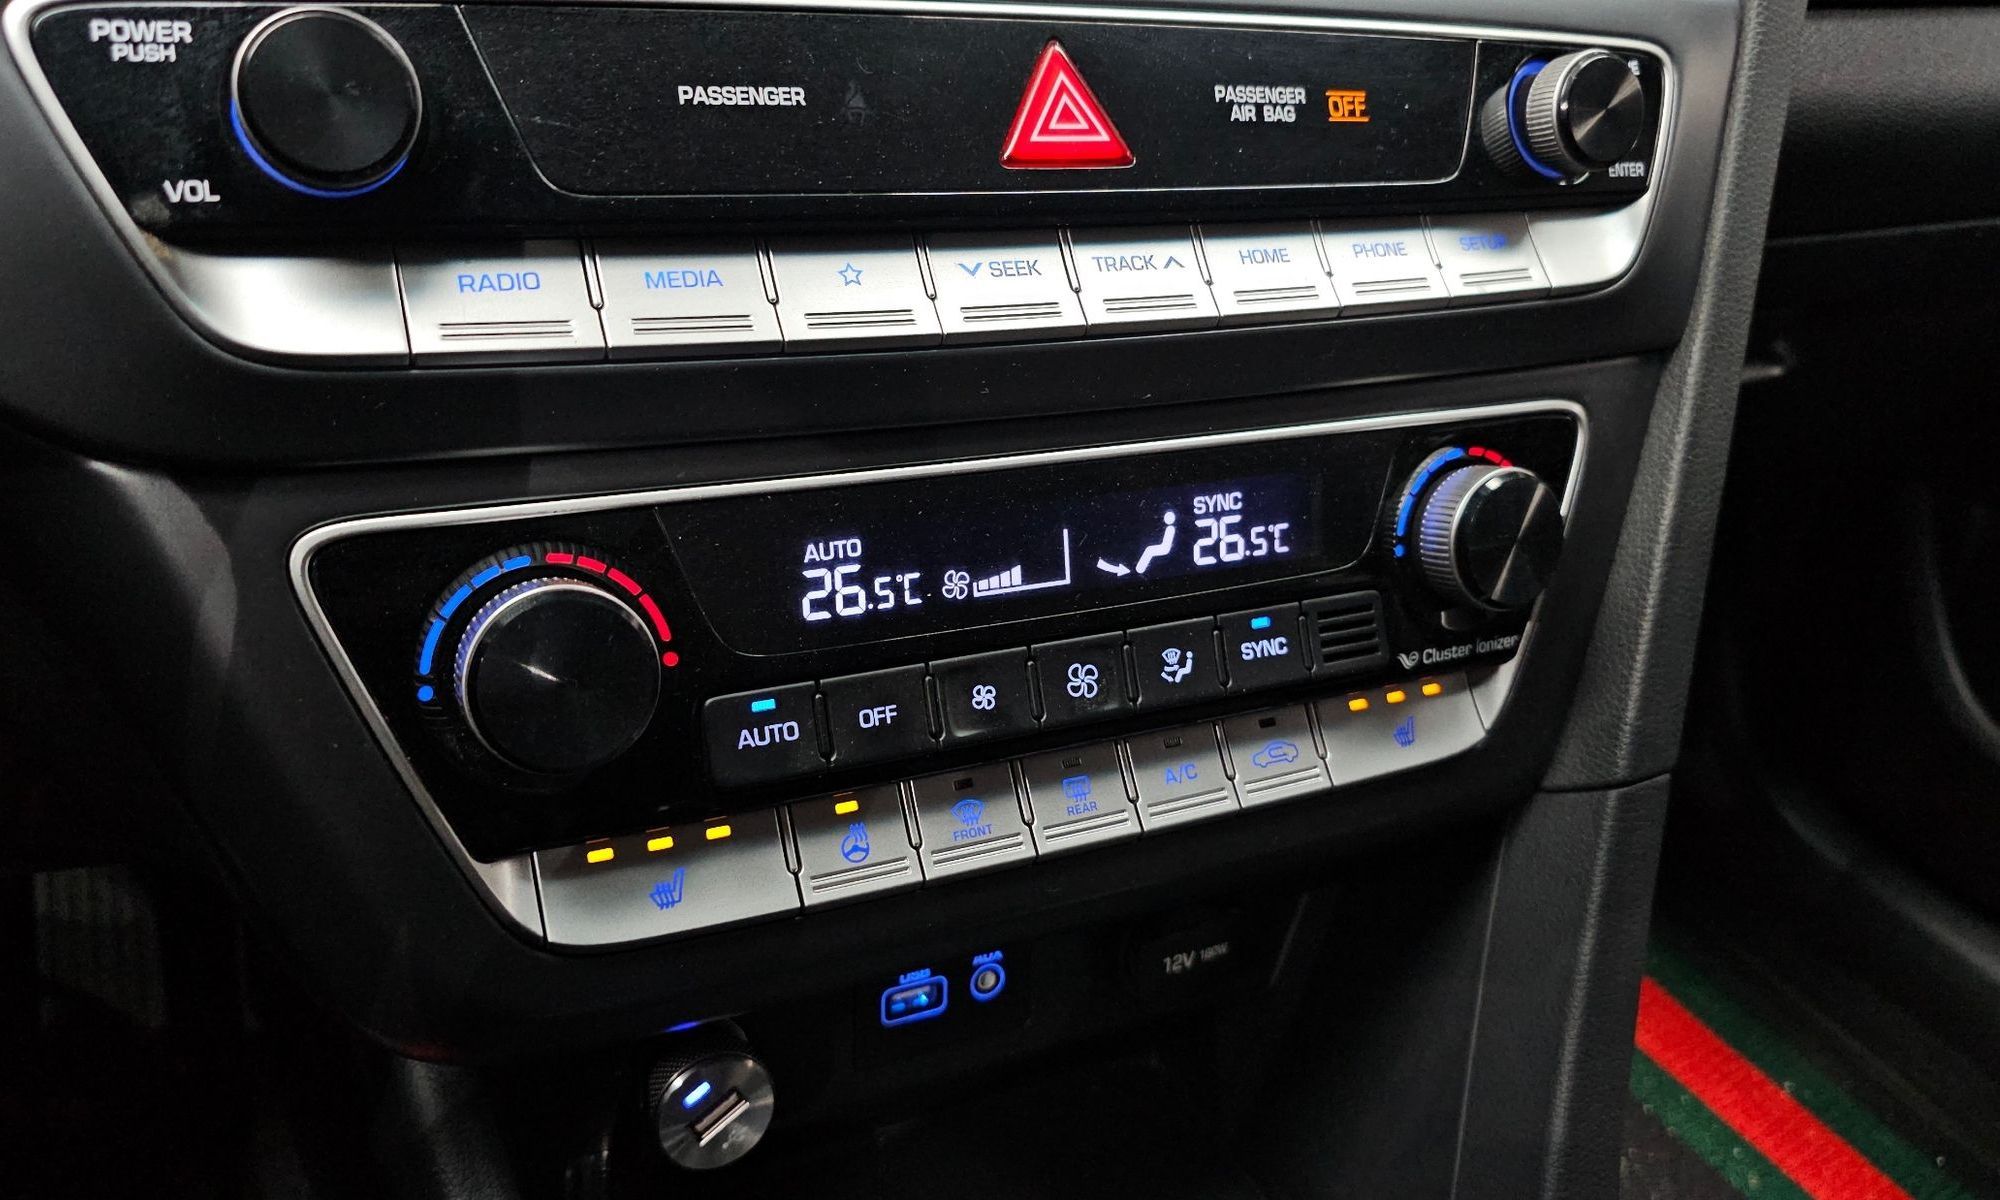 POWER
PUSH
VOL
PASSENGER
PASSENGER
AIR BAG
OFF
ENTER
RADIO
MEDIA
SEEK
TRACK
HOME
PHONE
SETUP
AUTO
26.5°C
SYNC
26.5°C
AUTO
OFF
SYNC
Cluster ionizer
FRONT
REAR
A/C
USB
AUX
12V 180W